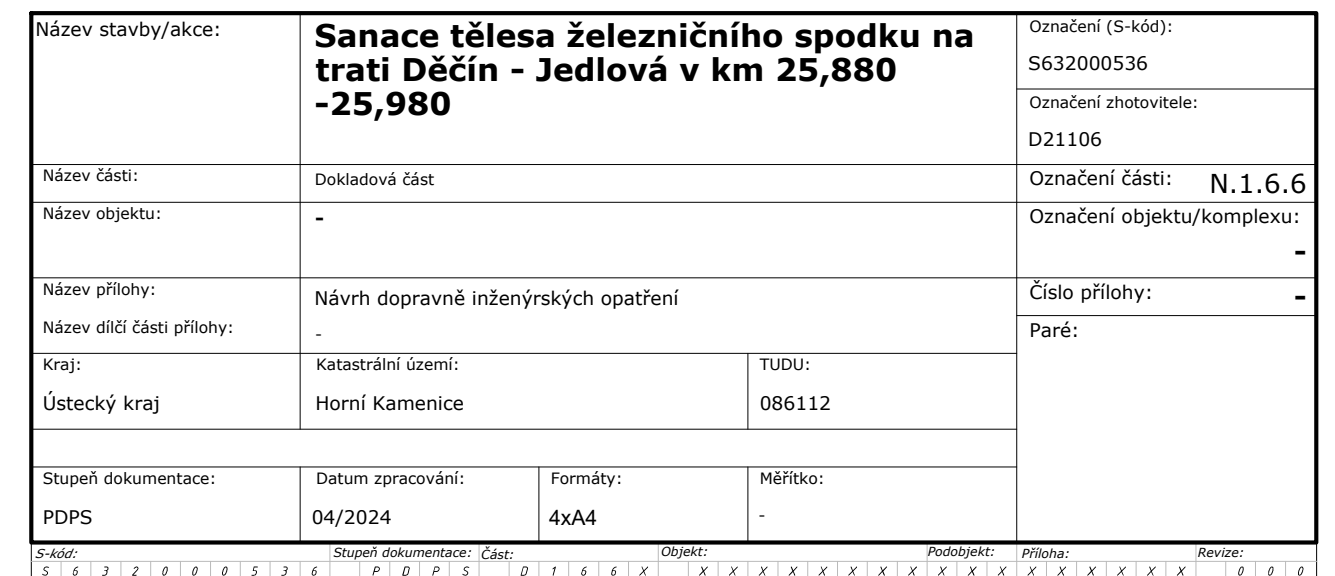 Název stavby/akce:
Sanace tělesa železničního spodku na
trati Děčín - Jedlová v km 25,880
-25,980
Označení (S-kód):
S632000536
Označení zhotovitele:
D21106
Název části:
Dokladová část
Označení části: N.1.6.6
Název objektu:
-
Označení objektu/komplexu:
-
Název přílohy:
Návrh dopravně inženýrských opatření
Číslo přílohy: -
Název dílčí části přílohy:
-
Paré:
Kraj:
Katastrální území:
TUDU:
Ústecký kraj
Horní Kamenice
086112
Stupeň dokumentace:
Datum zpracování:
Formáty:
Měřítko:
PDPS
04/2024
4xA4
-
S-kód: Stupeň dokumentace: Část: Objekt: Podobjekt: Příloha: Revize:
S 6 3 2 0 0 0 5 3 6 P D P S D 1 6 6 X X X X X X X X X X X X X X X X X X 0 0 0